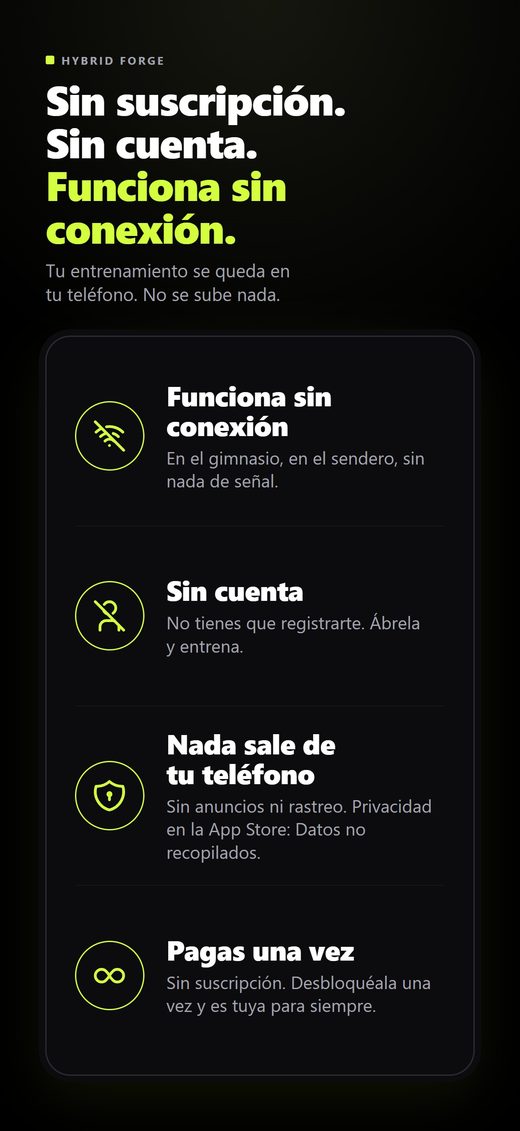 HYBRID FORGE
Sin suscripción.
Sin cuenta.
Funciona sin
conexión.
Tu entrenamiento se queda en
tu teléfono. No se sube nada.
Funciona sin
conexión
En el gimnasio, en el sendero, sin
nada de señal.
Sin cuenta
No tienes que registrarte. Ábrela
y entrena.
Nada sale de
tu teléfono
Sin anuncios ni rastreo. Privacidad
en la App Store: Datos no
recopilados.
Pagas una vez
Sin suscripción. Desbloquéala una
vez y es tuya para siempre.